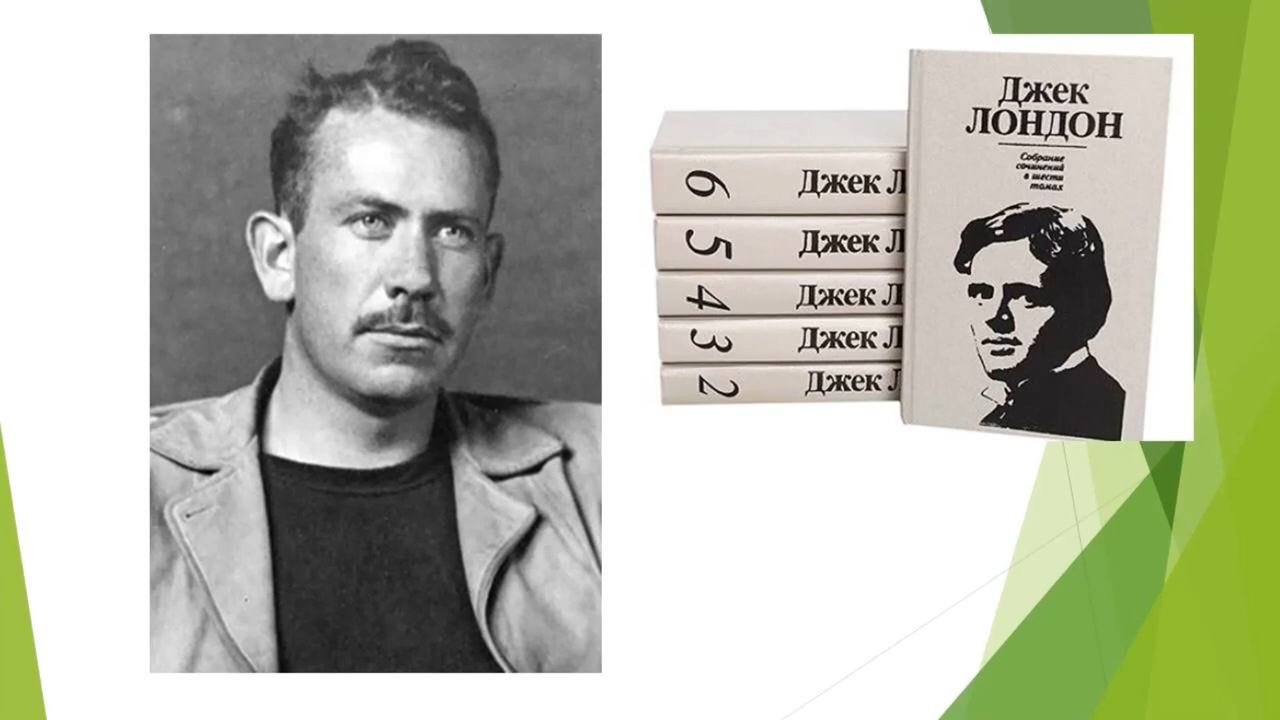 Джек
ЛОНДОН
Собрание
сочинений
в шести
томах
6 Джек Л
5 Джек Л
4 Джек Л
3 Джек Л
2 Джек Л